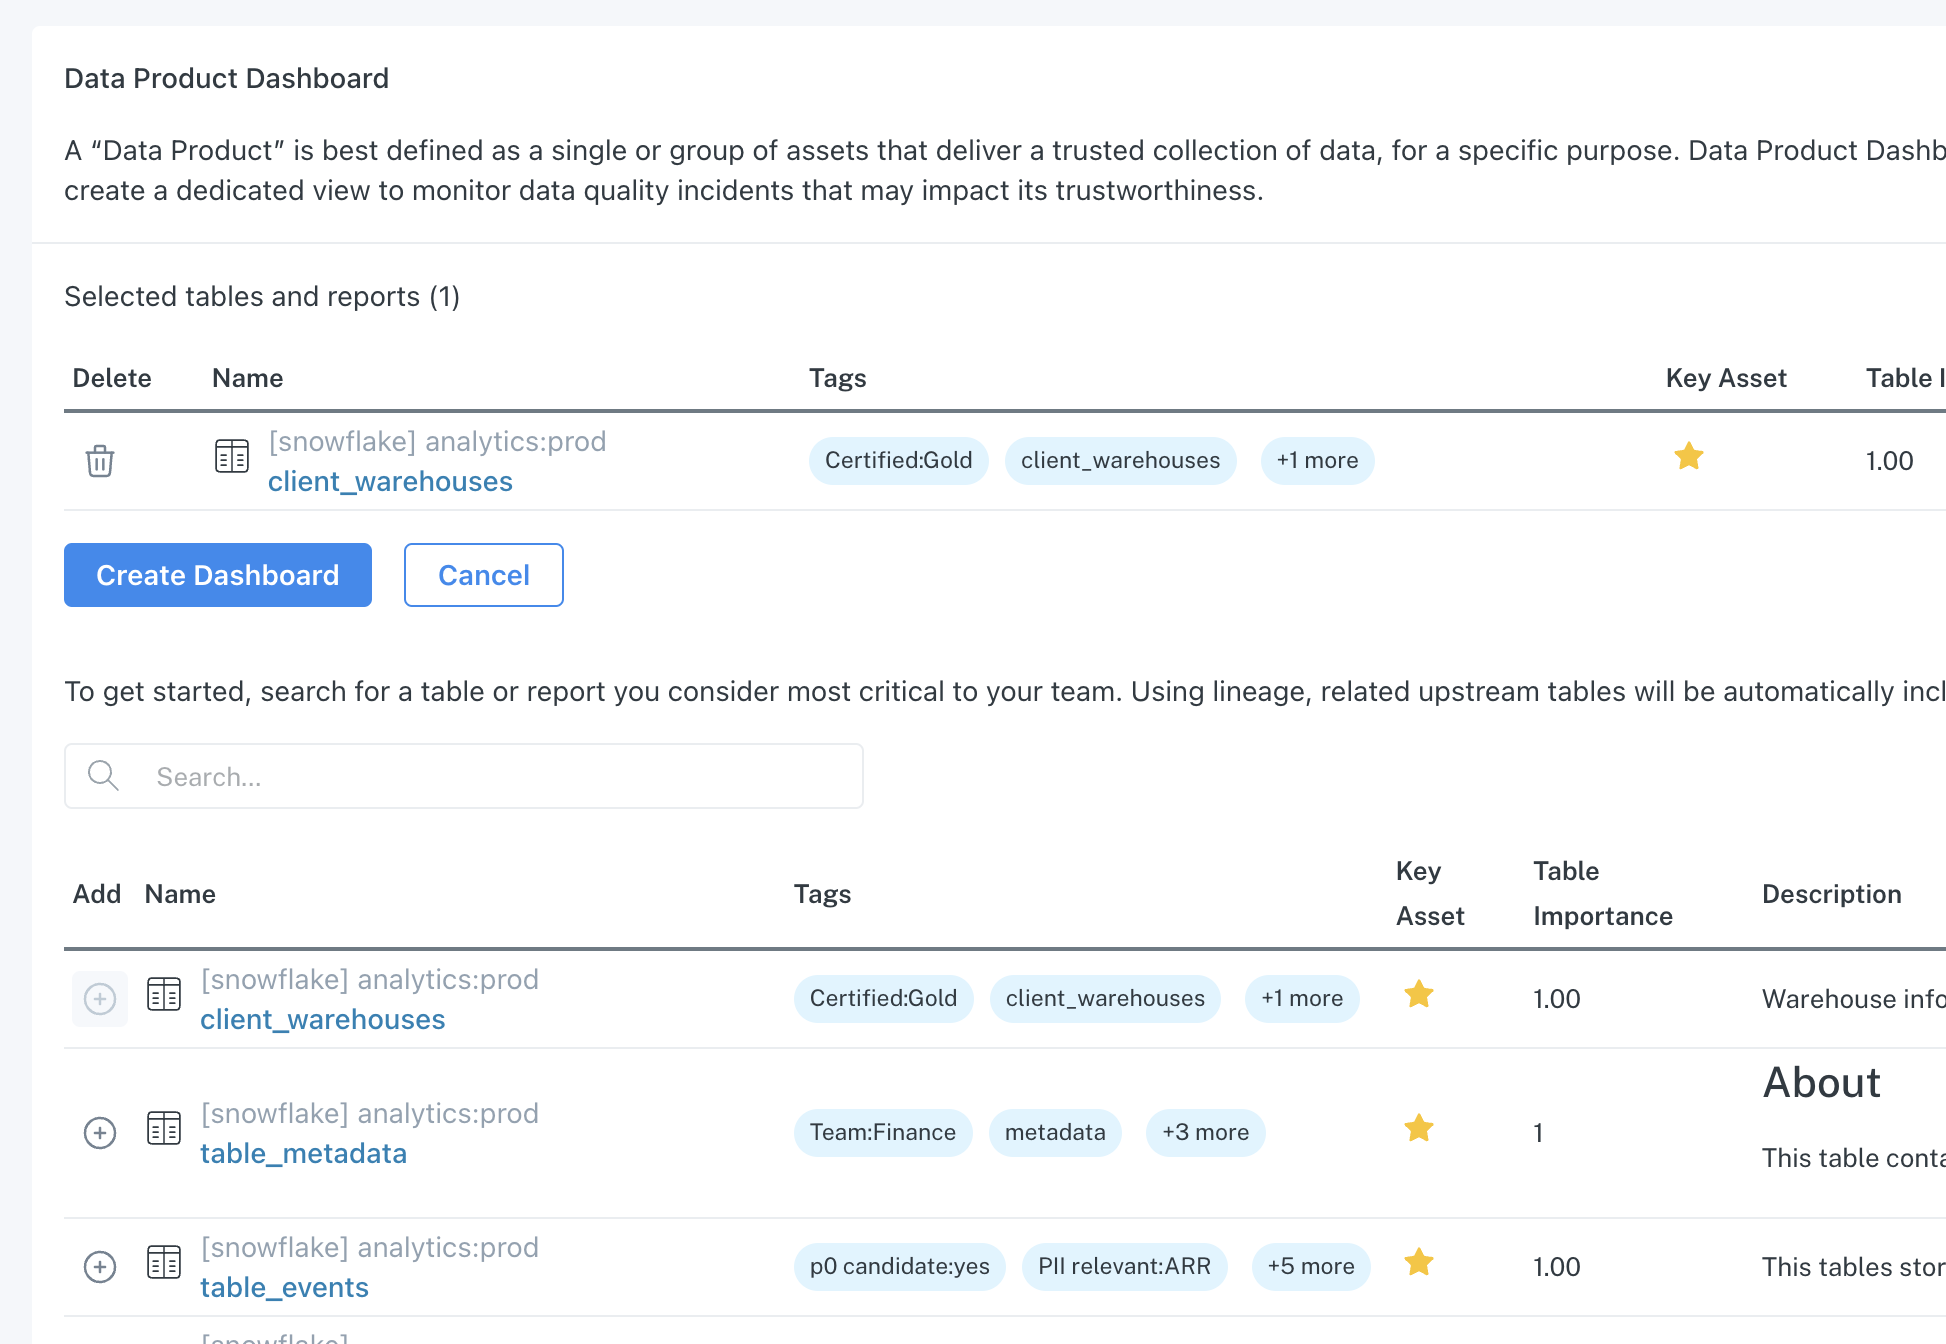 Data Product Dashboard
A “Data Product” is best defined as a single or group of assets that deliver a trusted collection of data, for a specific purpose. Data Product Dashb
create a dedicated view to monitor data quality incidents that may impact its trustworthiness.
Selected tables and reports (1)
Delete Name Tags Key Asset Table I
[snowflake] analytics:prod
client_warehouses Certified:Gold client_warehouses +1 more 1.00
Create Dashboard Cancel
To get started, search for a table or report you consider most critical to your team. Using lineage, related upstream tables will be automatically incl
Search...
Add Name Tags Key Asset Table Importance Description
[snowflake] analytics:prod
client_warehouses Certified:Gold client_warehouses +1 more 1.00 Warehouse info
About
[snowflake] analytics:prod
table_metadata Team:Finance metadata +3 more 1 This table conta
[snowflake] analytics:prod
table_events p0 candidate:yes PII relevant:ARR +5 more 1.00 This tables stor
[snowflake]